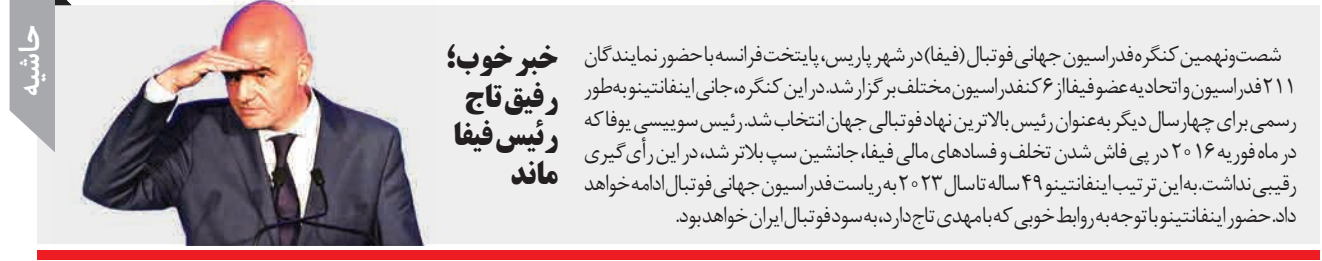 حاشیه
خبر خوب؛
رفیق تاج
رئیس فیفا
ماند
شصت‌ونهمین کنگره فدراسیون جهانی فوتبال (فیفا) در شهر پاریس، پایتخت فرانسه با حضور نمایندگان
۲۱۱ فدراسیون و اتحادیه عضو فیفا از ۶ کنفدراسیون مختلف برگزار شد. در این کنگره، جانی اینفانتینو به‌طور
رسمی برای چهار سال دیگر به‌عنوان رئیس بالاترین نهاد فوتبالی جهان انتخاب شد. رئیس سوییسی یوفا که
در ماه فوریه ۲۰۱۶ در پی فاش شدن تخلف و فسادهای مالی فیفا، جانشین سپ بلاتر شد، در این رأی گیری
رقیبی نداشت. به این ترتیب اینفانتینو ۴۹ ساله تا سال ۲۰۲۳ به ریاست فدراسیون جهانی فوتبال ادامه خواهد
داد. حضور اینفانتینو با توجه به روابط خوبی که با مهدی تاج دارد، به سود فوتبال ایران خواهد بود.